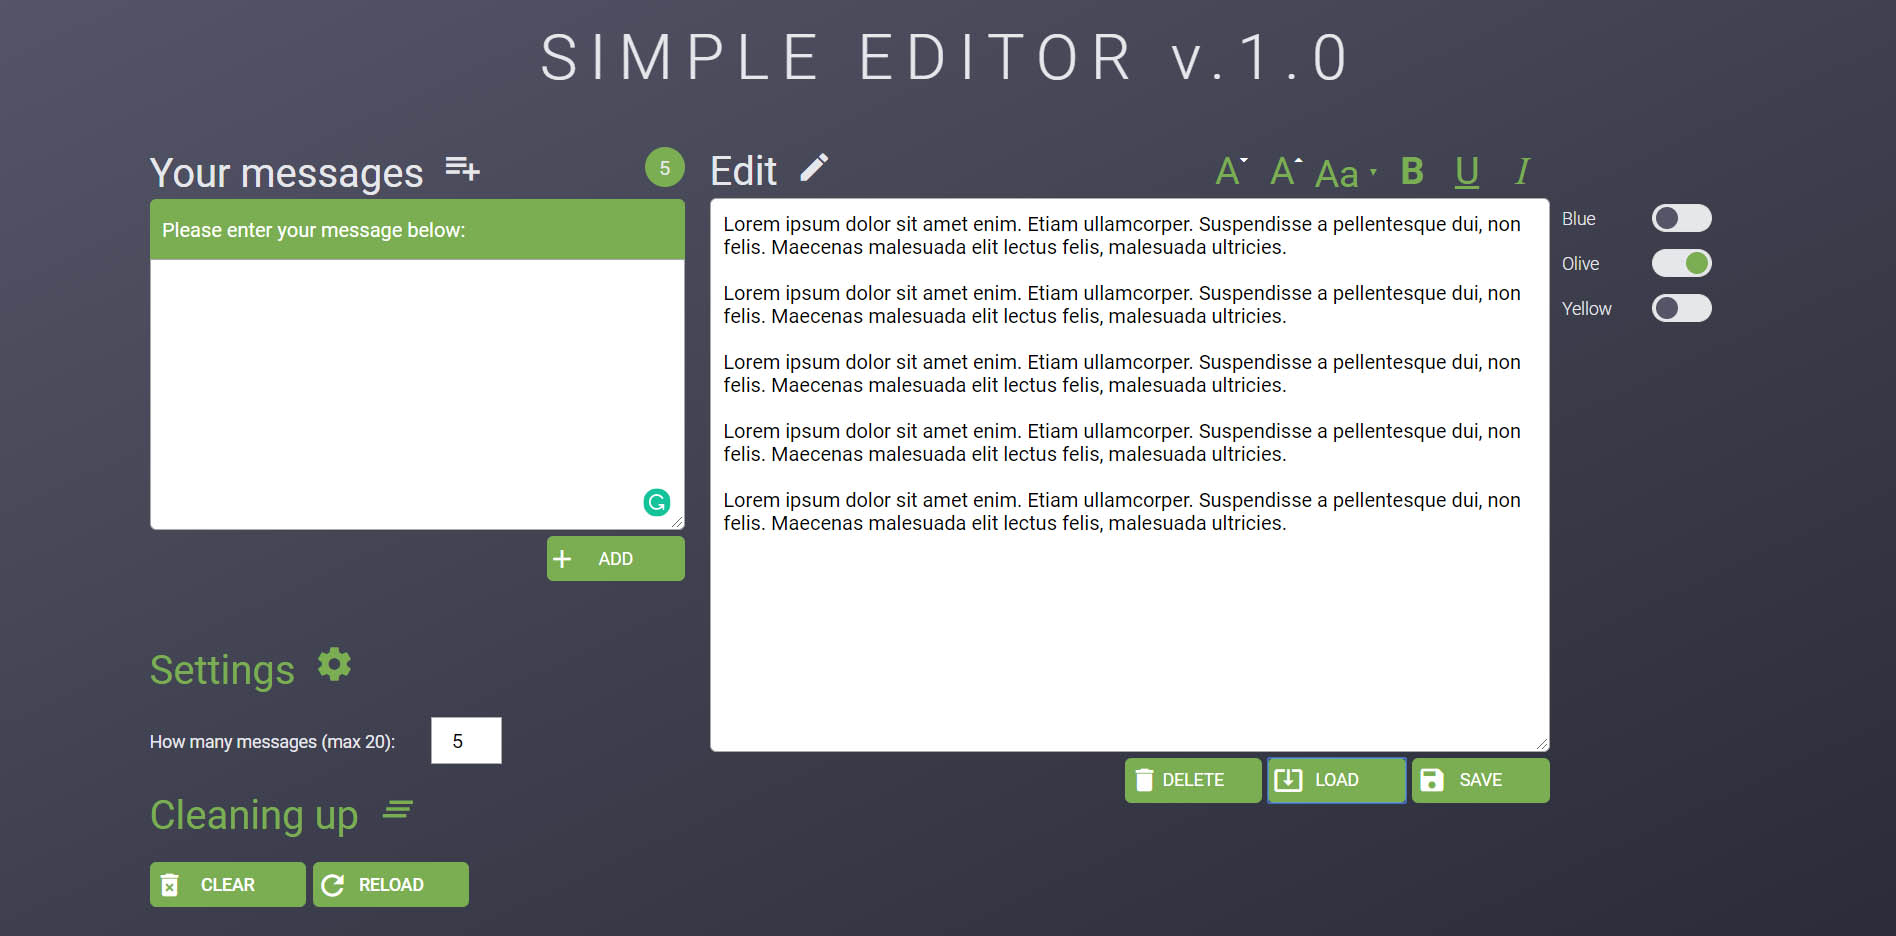 SIMPLE EDITOR v.1.0
Your messages
5
Please enter your message below:
ADD
Settings
How many messages (max 20):
5
Cleaning up
CLEAR
RELOAD
Edit
A
A
Aa
B
U
I
Lorem ipsum dolor sit amet enim. Etiam ullamcorper. Suspendisse a pellentesque dui, non
felis. Maecenas malesuada elit lectus felis, malesuada ultricies.
Lorem ipsum dolor sit amet enim. Etiam ullamcorper. Suspendisse a pellentesque dui, non
felis. Maecenas malesuada elit lectus felis, malesuada ultricies.
Lorem ipsum dolor sit amet enim. Etiam ullamcorper. Suspendisse a pellentesque dui, non
felis. Maecenas malesuada elit lectus felis, malesuada ultricies.
Lorem ipsum dolor sit amet enim. Etiam ullamcorper. Suspendisse a pellentesque dui, non
felis. Maecenas malesuada elit lectus felis, malesuada ultricies.
Lorem ipsum dolor sit amet enim. Etiam ullamcorper. Suspendisse a pellentesque dui, non
felis. Maecenas malesuada elit lectus felis, malesuada ultricies.
DELETE
LOAD
SAVE
Blue
Olive
Yellow